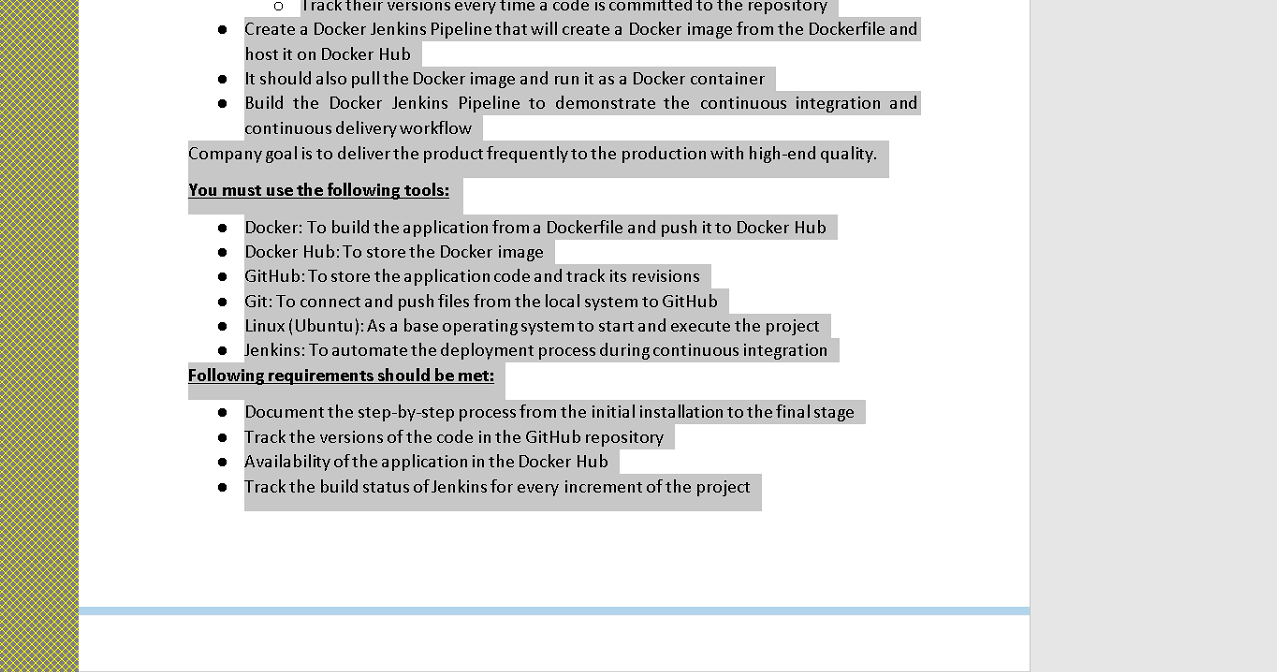 o Track their versions every time a code is committed to the repository
● Create a Docker Jenkins Pipeline that will create a Docker image from the Dockerfile and
host it on Docker Hub
● It should also pull the Docker image and run it as a Docker container
● Build the Docker Jenkins Pipeline to demonstrate the continuous integration and
continuous delivery workflow
Company goal is to deliver the product frequently to the production with high-end quality.
You must use the following tools:
● Docker: To build the application from a Dockerfile and push it to Docker Hub
● Docker Hub: To store the Docker image
● GitHub: To store the application code and track its revisions
● Git: To connect and push files from the local system to GitHub
● Linux (Ubuntu): As a base operating system to start and execute the project
● Jenkins: To automate the deployment process during continuous integration
Following requirements should be met:
● Document the step-by-step process from the initial installation to the final stage
● Track the versions of the code in the GitHub repository
● Availability of the application in the Docker Hub
● Track the build status of Jenkins for every increment of the project